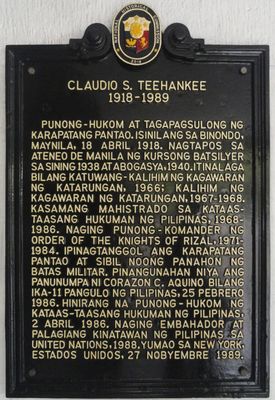 CLAUDIO S. TEEHANKEE
1918-1989
PUNONG-HUKOM AT TAGAPAGSULONG NG
KARAPATANG PANTAO. ISINILANG SA BINONDO,
MAYNILA, 18 ABRIL 1918. NAGTAPOS SA
ATENEO DE MANILA NG KURSONG BATSILYER
SA SINING 1938 AT ABOGASYA, 1940. ITINALAGA
BILANG KATUWANG-KALIHIM NG KAGAWARAN
NG KATARUNGAN, 1966; KALIHIM NG
KAGAWARAN NG KATARUNGAN, 1967-1968.
KASAMANG MAHISTRADO SA KATAAS-
TAASANG HUKUMAN NG PILIPINAS, 1968-
1986. NAGING PUNONG-KOMANDER NG
ORDER OF THE KNIGHTS OF RIZAL, 1971-
1984. IPINAGTANGGOL ANG KARAPATANG
PANTAO AT SIBIL NOONG PANAHON NG
BATAS MILITAR. PINANGUNAHAN NIYA ANG
PANUNUMPA NI CORAZON C. AQUINO BILANG
IKA-11 PANGULO NG PILIPINAS, 25 PEBRERO
1986. HINIRANG NA PUNONG-HUKOM NG
KATAAS-TAASANG HUKUMAN NG PILIPINAS,
2 ABRIL 1986. NAGING EMBAHADOR AT
PALAGIANG KINATAWAN NG PILIPINAS SA
UNITED NATIONS, 1988. YUMAO SA NEW YORK,
ESTADOS UNIDOS, 27 NOBYEMBRE 1989.